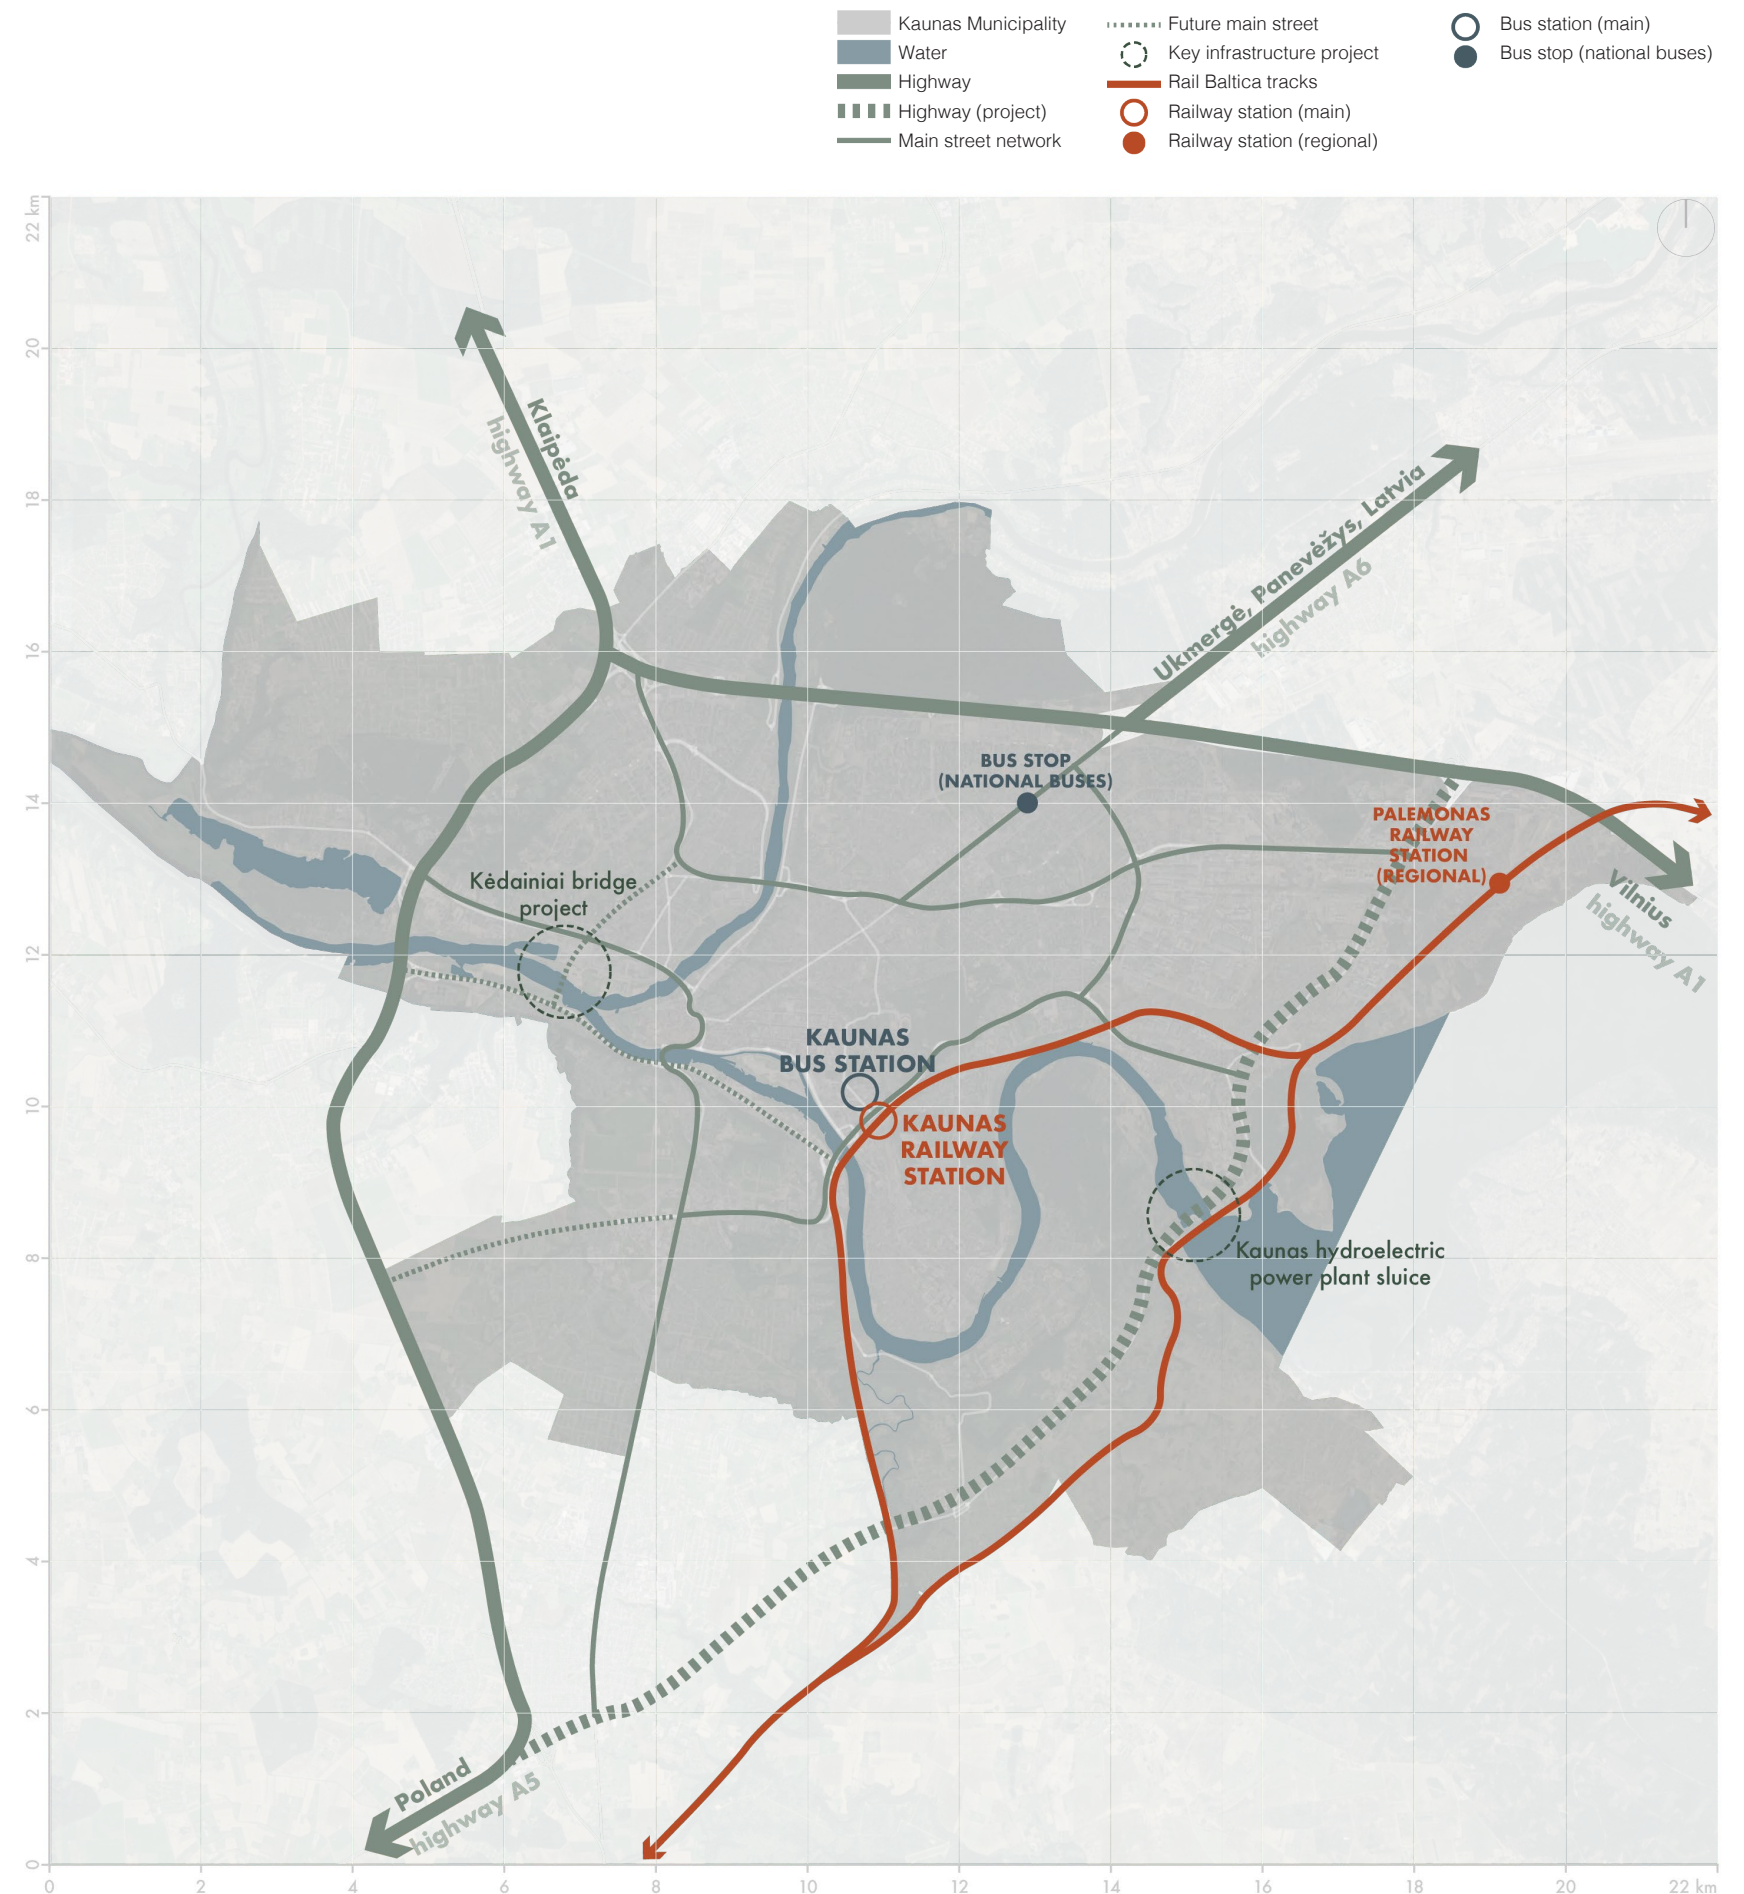 Kaunas Municipality
Water
Highway
Highway (project)
Main street network
Future main street
Key infrastructure project
Rail Baltica tracks
Railway station (main)
Railway station (regional)
Bus station (main)
Bus stop (national buses)
22 km
20
18
16
14
12
10
8
6
4
2
0
Klaipėda
highway A1
Ukmergė, Panevėžys, Latvia
highway A6
BUS STOP
(NATIONAL BUSES)
PALEMONAS
RAILWAY
STATION
(REGIONAL)
Vilnius
highway A1
Kėdainiai bridge
project
KAUNAS
BUS STATION
KAUNAS
RAILWAY
STATION
Kaunas hydroelectric
power plant sluice
Poland
highway A5
0
2
4
6
8
10
12
14
16
18
20
22 km